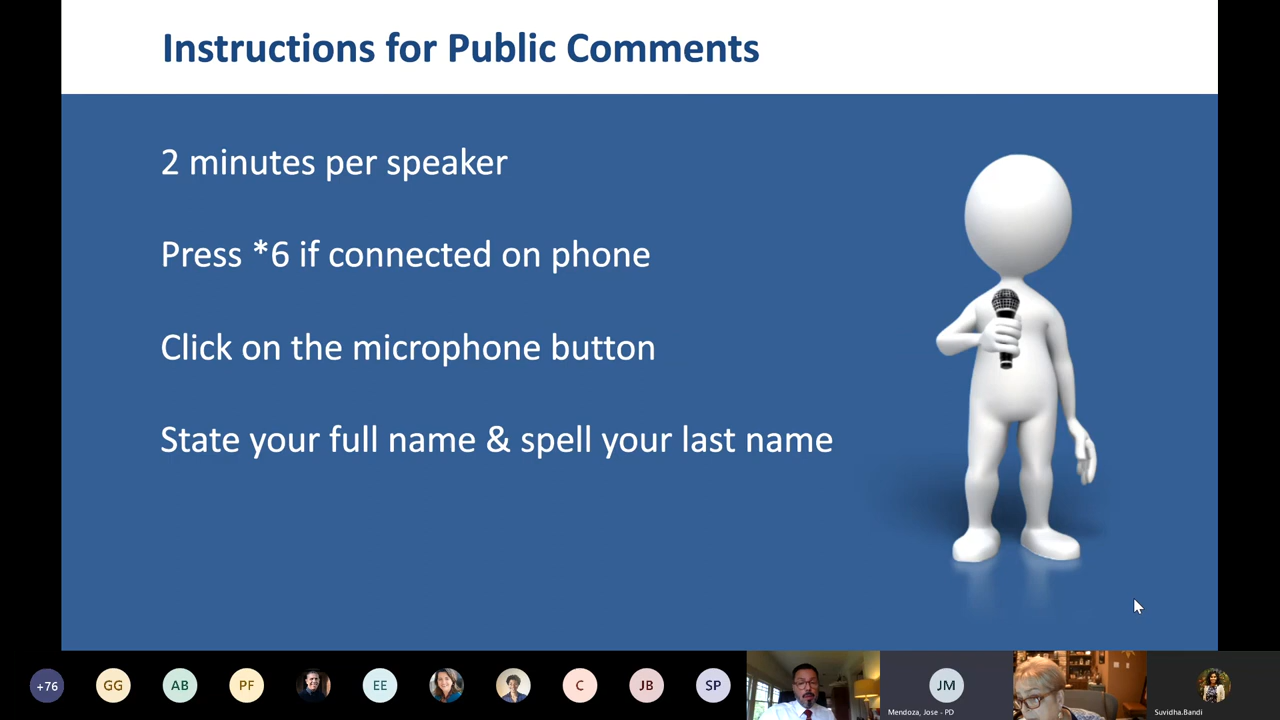 Instructions for Public Comments
2 minutes per speaker
Press *6 if connected on phone
Click on the microphone button
State your full name & spell your last name
+76
GG
AB
PF
EE
C
JB
SP
JM
Mendoza, Jose - PD
Suvidha.Bandi